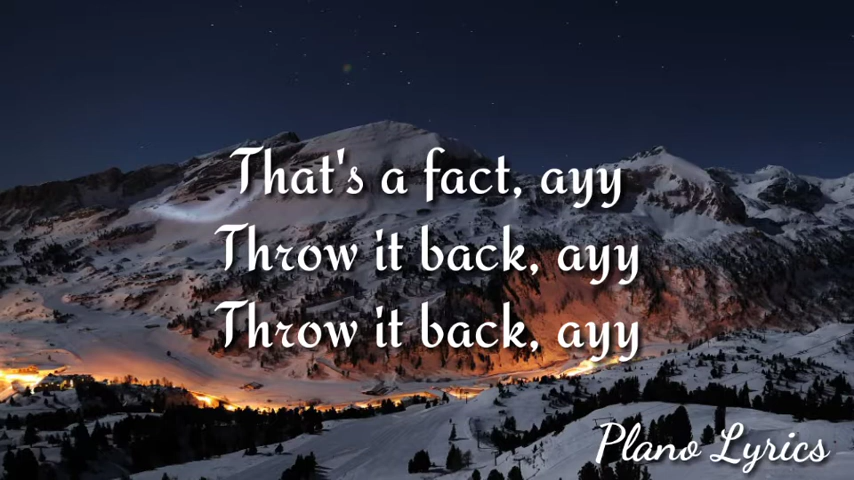 That's a fact, ayy
Throw it back, ayy
Throw it back, ayy
Plano Lyrics